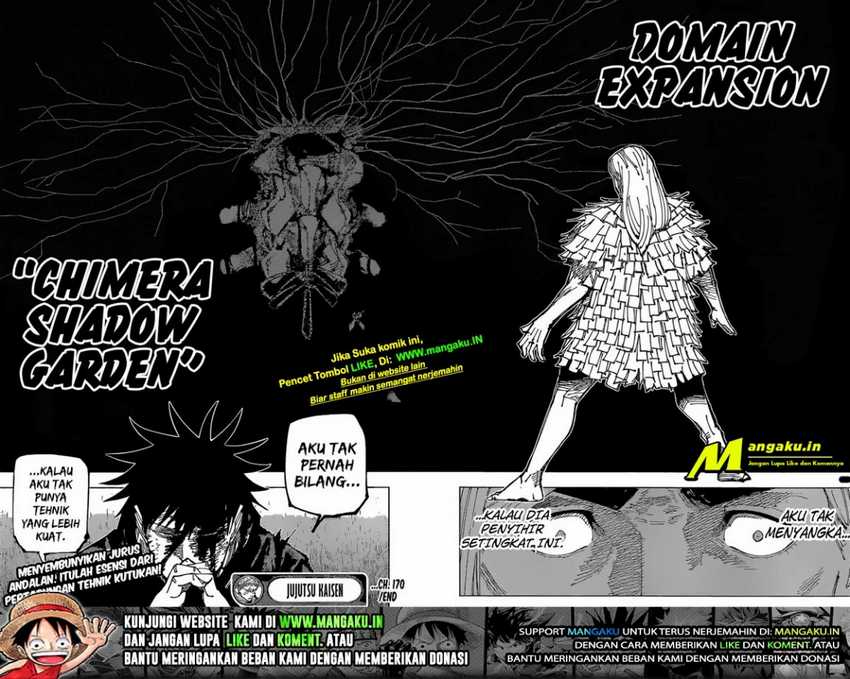 DOMAIN
EXPANSION
"CHIMERA
SHADOW
GARDEN"
Jika Suka komik ini,
Pencet Tombol LIKE, Di: WWW.mangaku.IN
Bukan di website lain
Biar staff makin semangat nerjemahin
Mangaku.in
Jangan Lupa Like dan Komennya
AKU TAK
MENYANGKA...
...KALAU DIA
PENYIHIR
SETINGKAT INI.
AKU TAK
PERNAH
BILANG...
...KALAU
AKU TAK
PUNYA
TEHNIK
YANG LEBIH
KUAT.
MENYEMBUNYIKAN JURUS
ANDALAN! ITULAH ESENSI DARI
PERTARUNGAN TEHNIK KUTUKAN!
JUJUTSU KAISEN
...CH. 170
/END
KUNJUNGI WEBSITE KAMI DI WWW.MANGAKU.IN
DAN JANGAN LUPA LIKE DAN KOMENT. ATAU
BANTU MERINGANKAN BEBAN KAMI DENGAN MEMBERIKAN DONASI
SUPPORT MANGAKU UNTUK TERUS NERJEMAHIN DI: MANGAKU.IN
DENGAN CARA MEMBERIKAN LIKE DAN KOMENT. ATAU
BANTU MERINGANKAN BEBAN KAMI DENGAN MEMBERIKAN DONASI